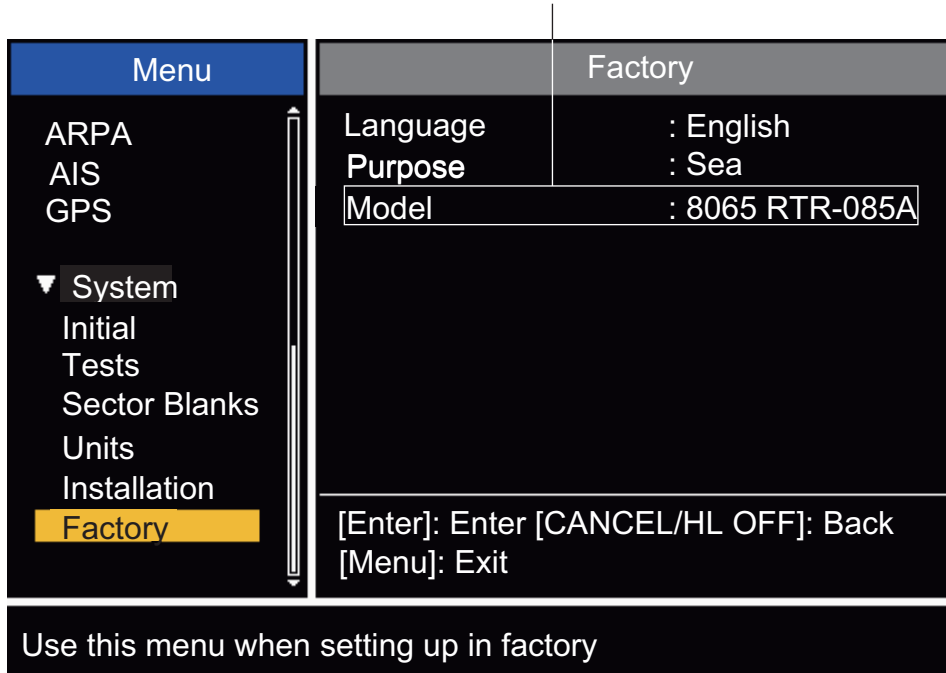 Menu
Factory
ARPA
AIS
GPS
▼ System
Initial
Tests
Sector Blanks
Units
Installation
Factory
Language : English
Purpose : Sea
Model : 8065 RTR-085A
[Enter]: Enter [CANCEL/HL OFF]: Back
[Menu]: Exit
Use this menu when setting up in factory